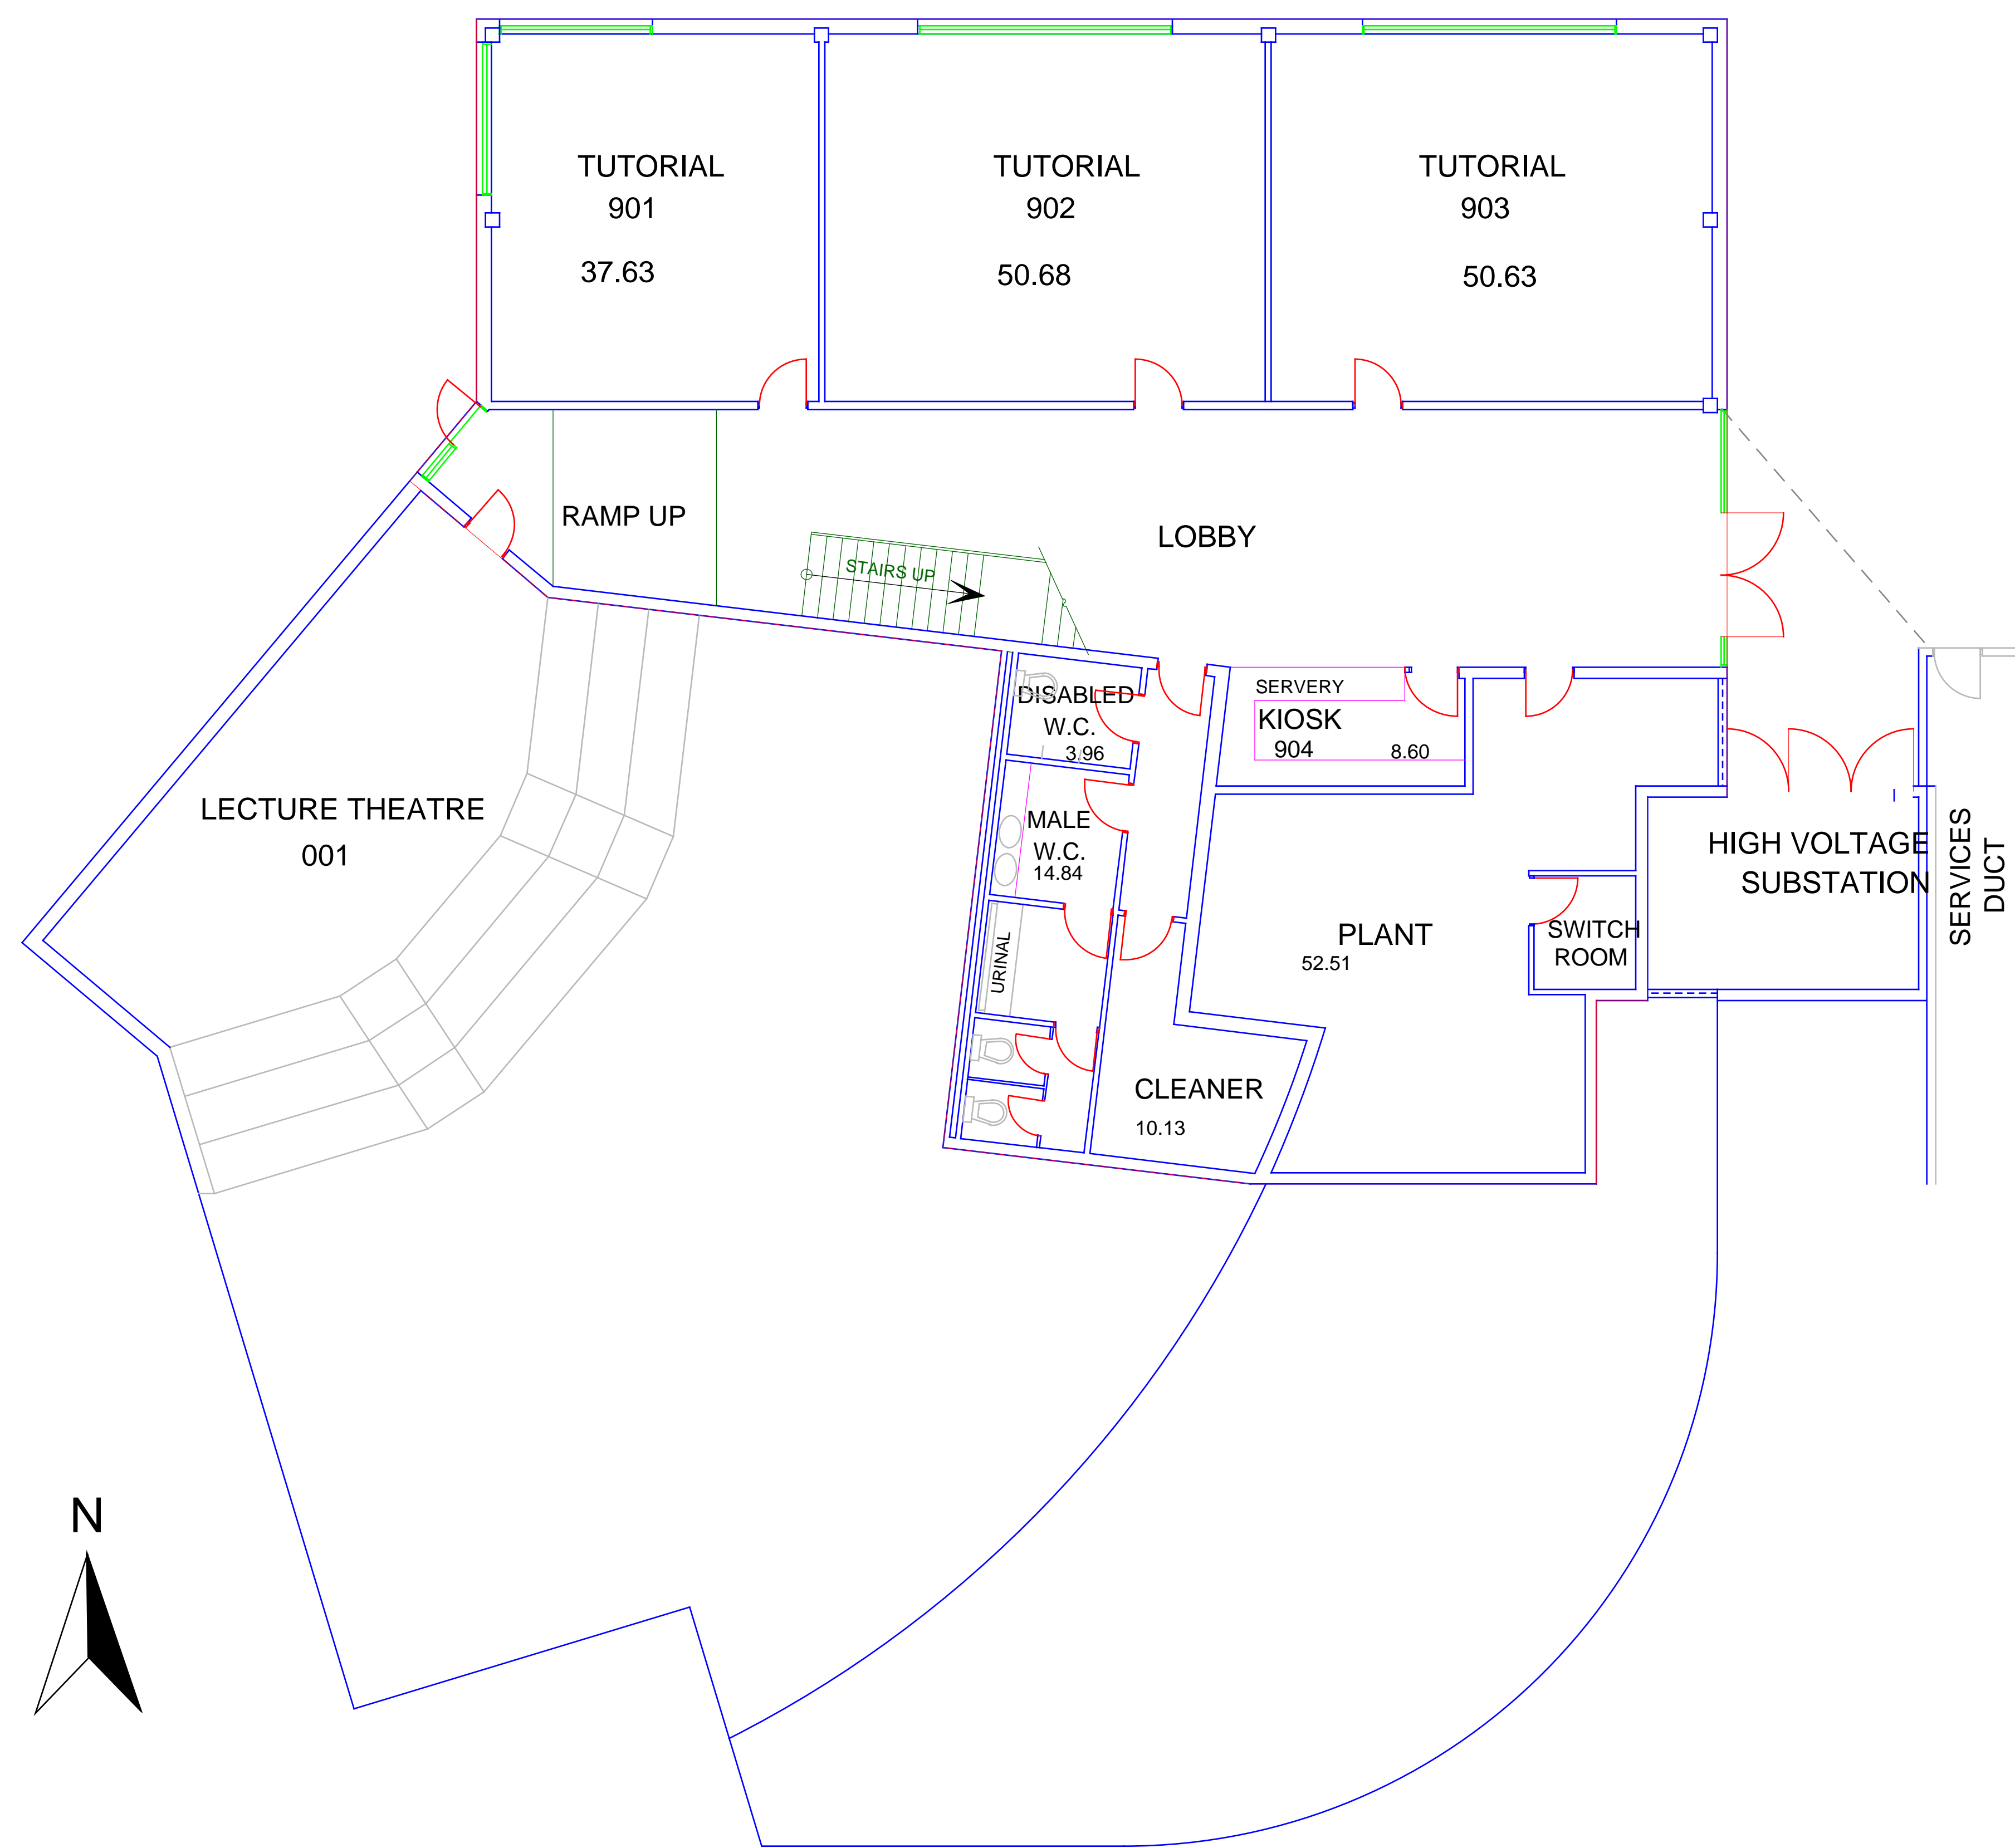 TUTORIAL
901
37.63
TUTORIAL
902
50.68
TUTORIAL
903
50.63
RAMP UP
STAIRS UP
LOBBY
DISABLED
W.C.
3.96
SERVERY
KIOSK
904
8.60
LECTURE THEATRE
001
MALE
W.C.
14.84
URINAL
PLANT
52.51
SWITCH
ROOM
HIGH VOLTAGE
SUBSTATION
SERVICES
DUCT
CLEANER
10.13
N